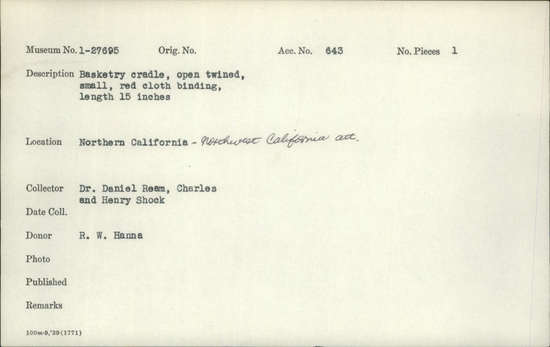 Museum No. 1-27695 Orig. No. Acc. No. 643 No. Pieces 1
Description Basketry cradle, open twined,
small, red cloth binding,
length 15 inches
Location Northern California - Northwest California att.
Collector Dr. Daniel Ream, Charles
and Henry Shock
Date Coll.
Donor R. W. Hanna
Photo
Published
Remarks
100m-9,'39(1771)